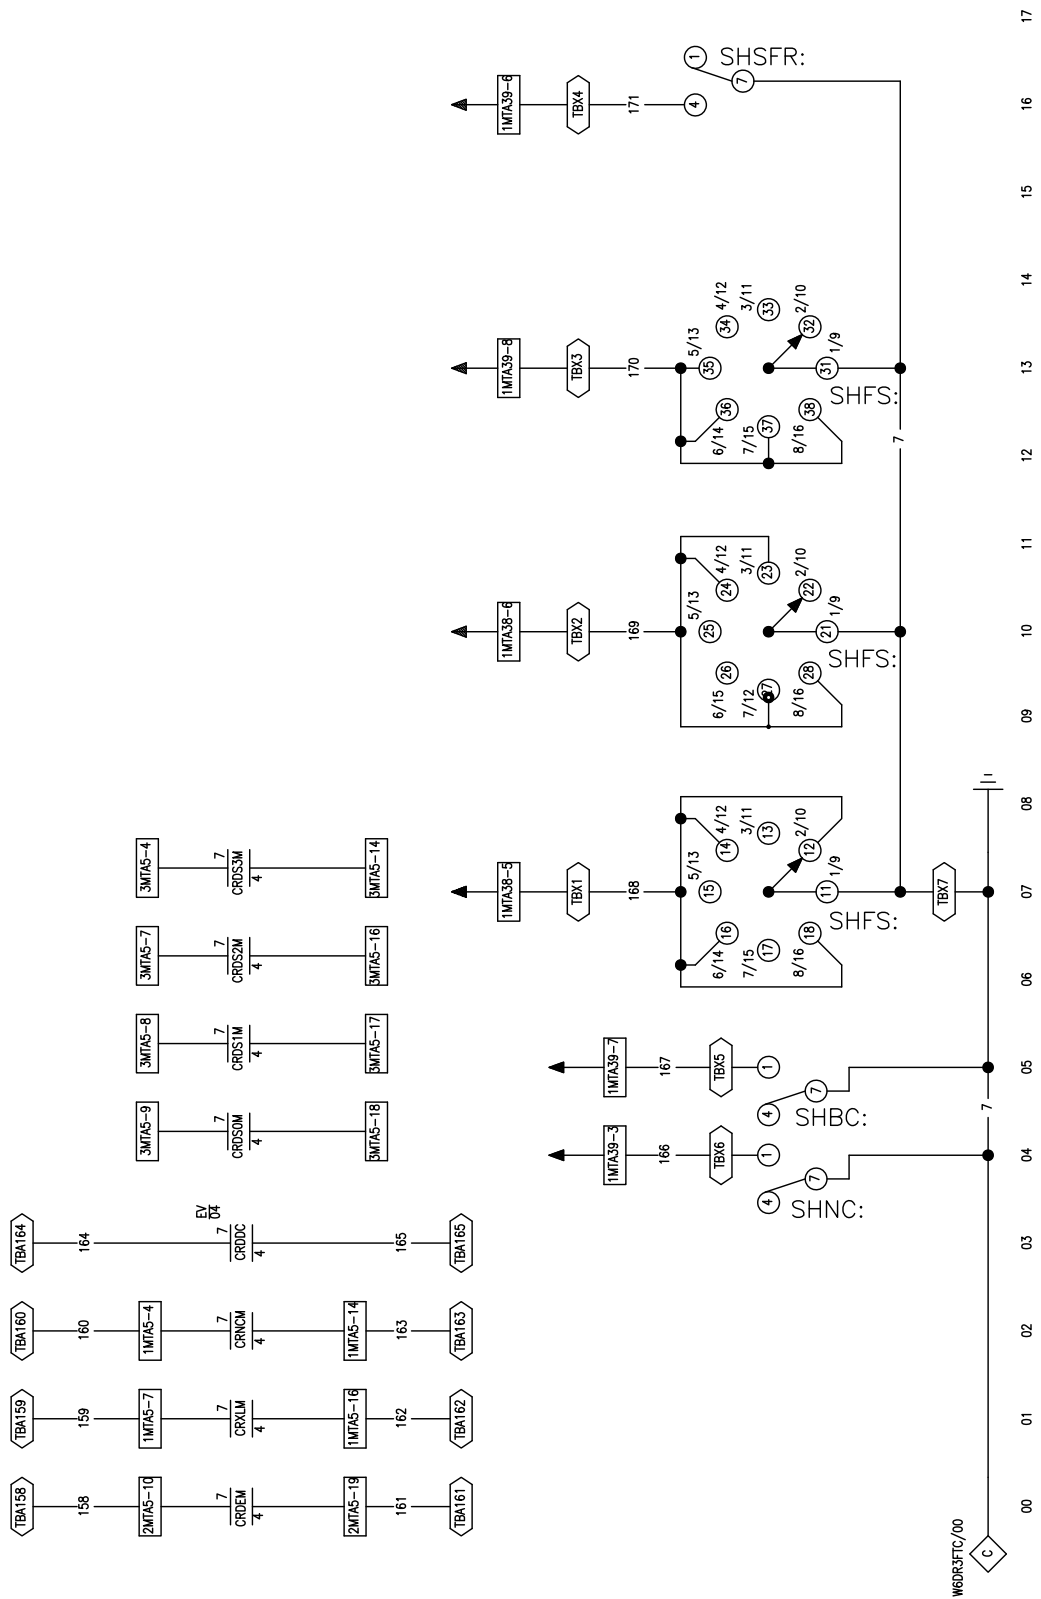 TBA158
158
2MTA5-10
7
CRDEM
4
2MTA5-19
161
TBA161
TBA159
159
1MTA5-7
7
CRXLM
4
1MTA5-16
162
TBA162
TBA160
160
1MTA5-4
7
CRNCM
4
1MTA5-14
163
TBA163
TBA164
164
EV
04
7
CRDDC
4
165
TBA165
3MTA5-9
7
CRDS0M
4
3MTA5-18
3MTA5-8
7
CRDS1M
4
3MTA5-17
3MTA5-7
7
CRDS2M
4
3MTA5-16
3MTA5-4
7
CRDS3M
4
3MTA5-14
1MTA39-3
166
TBX6
1
4
7
SHNC:
1MTA39-7
167
TBX5
1
4
7
SHBC:
7
1MTA38-5
TBX1
168
5/13
15
4/12
14
3/11
13
2/10
12
1/9
11
6/14
16
7/15
17
8/16
18
SHFS:
TBX7
1MTA38-6
TBX2
169
5/13
25
4/12
24
3/11
23
2/10
22
1/9
21
6/15
26
7/12
27
8/16
28
SHFS:
1MTA39-8
TBX3
170
5/13
35
4/12
34
3/11
33
2/10
32
1/9
31
6/14
36
7/15
37
8/16
38
SHFS:
7
1MTA39-6
TBX4
171
4
1
7
SHSFR:
W6DR3FTC/00
C
00 01 02 03 04 05 06 07 08 09 10 11 12 13 14 15 16 17